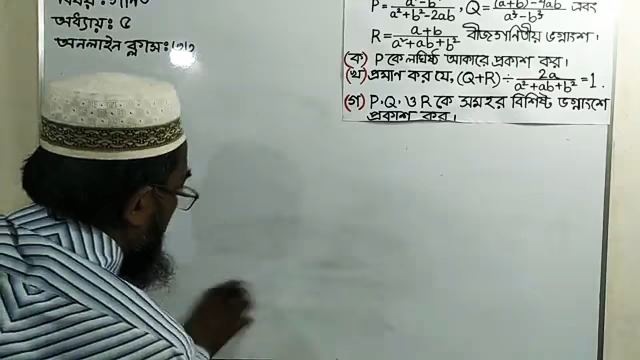 বিষয়: গণিত
অধ্যায়: ৫
অনলাইন ক্লাস:
P = (a²-b²)/(a²+b²-2ab), Q = ((a+b)²-4ab)/(a³-b³) এবং
R = (a+b)/(a²+ab+b²) বীজগাণিতীয় ভগ্নাংশ।
(ক) P কে লঘিষ্ঠ আকারে প্রকাশ কর।
(খ) প্রমাণ কর যে, (Q+R) ÷ 2a/(a²+ab+b²) = 1.
(গ) P, Q, ও R কে সমহর বিশিষ্ট ভগ্নাংশে
প্রকাশ কর।